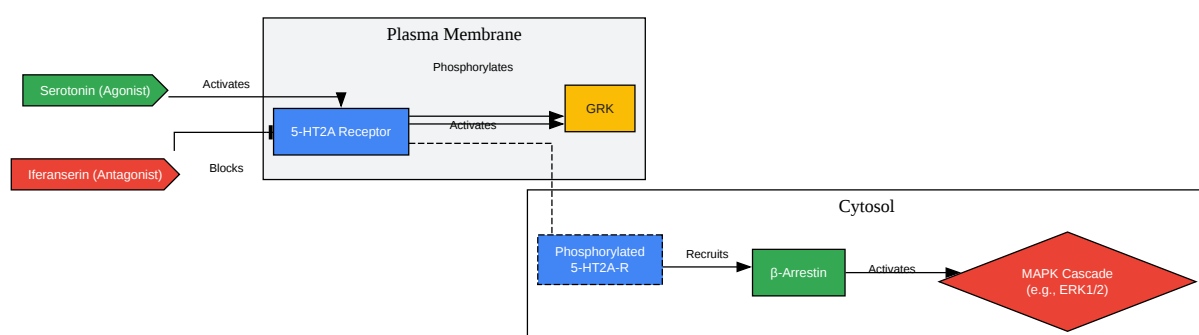 Plasma Membrane
Phosphorylates
Serotonin (Agonist)
Activates
GRK
5-HT2A Receptor
Activates
Iferanserin (Antagonist)
Blocks
Cytosol
Phosphorylated
5-HT2A-R
Recruits
β-Arrestin
Activates
MAPK Cascade
(e.g., ERK1/2)